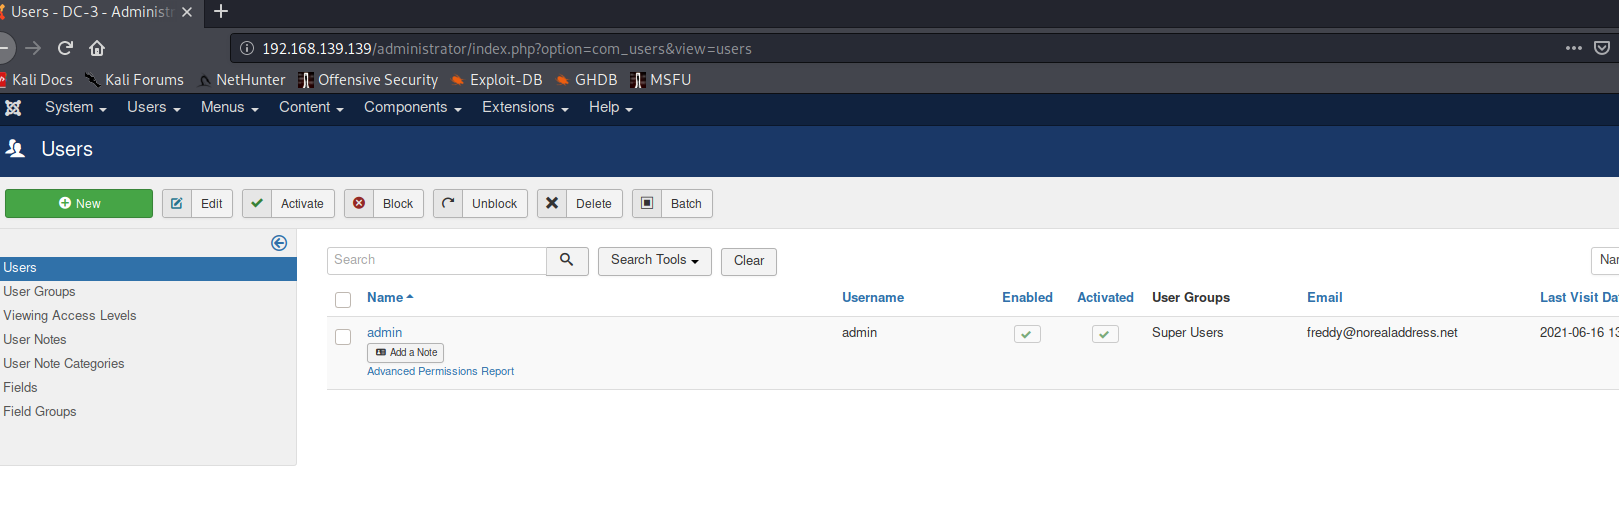 Users - DC-3 - Administr
192.168.139.139/administrator/index.php?option=com_users&view=users
Kali Docs Kali Forums NetHunter Offensive Security Exploit-DB GHDB MSFU
System Users Menus Content Components Extensions Help
Users
New Edit Activate Block Unblock Delete Batch
Search Search Tools Clear Nar
Users
User Groups
Viewing Access Levels
User Notes
User Note Categories
Fields
Field Groups
Name Username Enabled Activated User Groups Email Last Visit Da
admin admin Super Users freddy@norealaddress.net 2021-06-16 13
Add a Note
Advanced Permissions Report